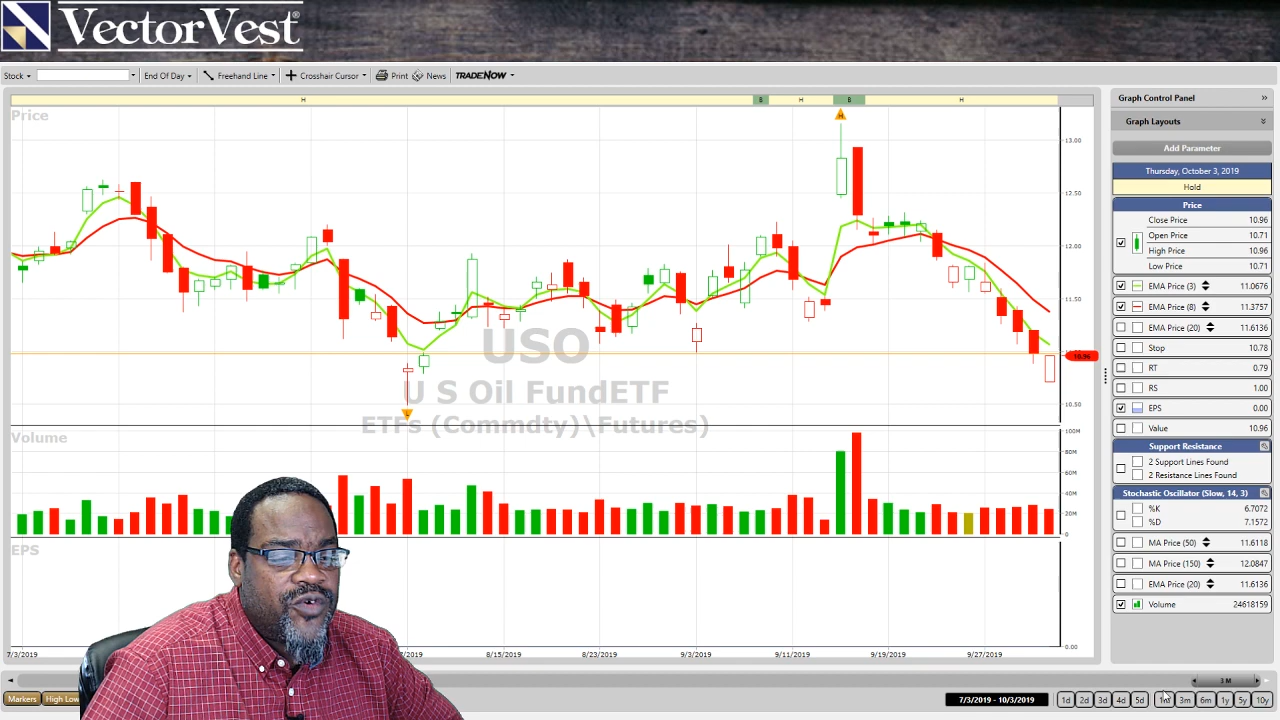 VectorVest®
Stock
End Of Day
Freehand Line
Crosshair Cursor
Print
News
TRADENOW
H B H B H
Price
H
13.00
12.50
12.00
11.50
10.96
10.50
USO
U S Oil FundETF
ETFs (Commdty)\Futures)
L
Volume
100M
80M
60M
40M
20M
0
EPS
0.00
7/3/2019
8/15/2019
8/23/2019
9/3/2019
9/11/2019
9/19/2019
9/27/2019
3 M
Markers
High Low
7/3/2019 - 10/3/2019
1d 2d 3d 4d 5d 1m 3m 6m 1y 5y 10y
Graph Control Panel
Graph Layouts
Add Parameter
Thursday, October 3, 2019
Hold
Price
Close Price 10.96
Open Price 10.71
High Price 10.96
Low Price 10.71
EMA Price (3) 11.0676
EMA Price (8) 11.3757
EMA Price (20) 11.6136
Stop 10.78
RT 0.79
RS 1.00
EPS 0.00
Value 10.96
Support Resistance
2 Support Lines Found
2 Resistance Lines Found
Stochastic Oscillator (Slow, 14, 3)
%K 6.7072
%D 7.1572
MA Price (50) 11.6118
MA Price (150) 12.0847
EMA Price (20) 11.6136
Volume 24618159